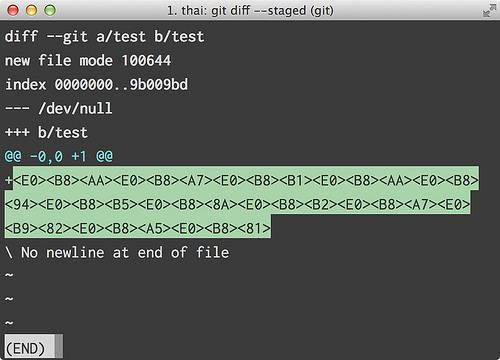 1. thai: git diff --staged (git)
diff --git a/test b/test
new file mode 100644
index 0000000..9b009bd
--- /dev/null
+++ b/test
@@ -0,0 +1 @@
+<E0><B8><AA><E0><B8><A7><E0><B8><B1><E0><B8><AA><E0><B8>
<94><E0><B8><B5><E0><B8><8A><E0><B8><B2><E0><B8><A7><E0>
<B9><82><E0><B8><A5><E0><B8><81>
\ No newline at end of file
~
~
~
(END)